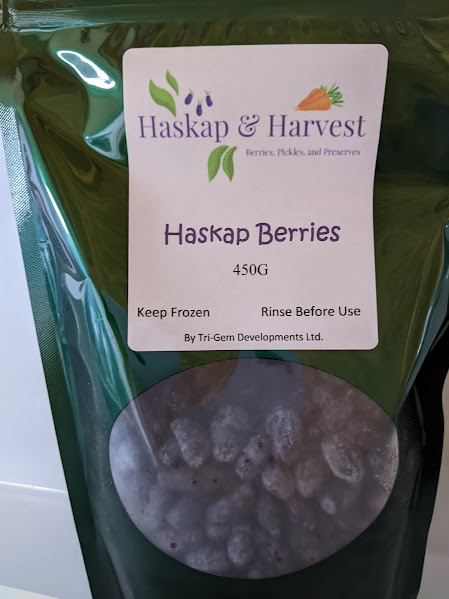 Haskap & Harvest
Berries, Pickles, and Preserves
Haskap Berries
450G
Keep Frozen Rinse Before Use
By Tri-Gem Developments Ltd.